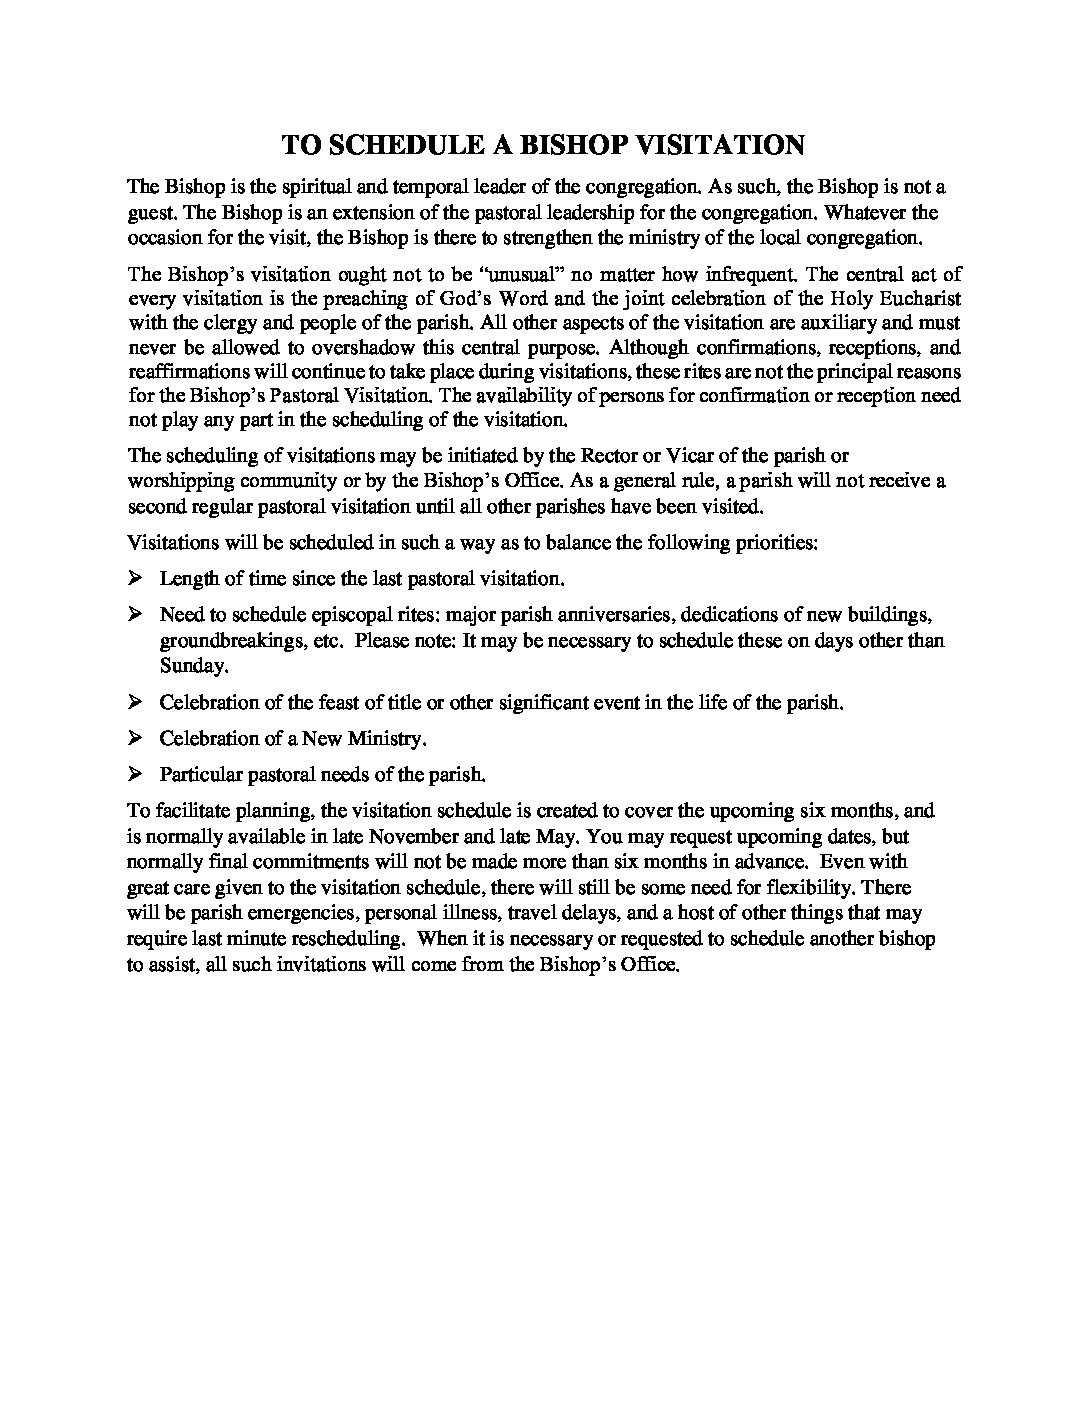 TO SCHEDULE A BISHOP VISITATION
The Bishop is the spiritual and temporal leader of the congregation. As such, the Bishop is not a
guest. The Bishop is an extension of the pastoral leadership for the congregation. Whatever the
occasion for the visit, the Bishop is there to strengthen the ministry of the local congregation.
The Bishop’s visitation ought not to be “unusual” no matter how infrequent. The central act of
every visitation is the preaching of God’s Word and the joint celebration of the Holy Eucharist
with the clergy and people of the parish. All other aspects of the visitation are auxiliary and must
never be allowed to overshadow this central purpose. Although confirmations, receptions, and
reaffirmations will continue to take place during visitations, these rites are not the principal reasons
for the Bishop’s Pastoral Visitation. The availability of persons for confirmation or reception need
not play any part in the scheduling of the visitation.
The scheduling of visitations may be initiated by the Rector or Vicar of the parish or
worshipping community or by the Bishop’s Office. As a general rule, a parish will not receive a
second regular pastoral visitation until all other parishes have been visited.
Visitations will be scheduled in such a way as to balance the following priorities:
➢ Length of time since the last pastoral visitation.
➢ Need to schedule episcopal rites: major parish anniversaries, dedications of new buildings,
groundbreakings, etc.  Please note: It may be necessary to schedule these on days other than
Sunday.
➢ Celebration of the feast of title or other significant event in the life of the parish.
➢ Celebration of a New Ministry.
➢ Particular pastoral needs of the parish.
To facilitate planning, the visitation schedule is created to cover the upcoming six months, and
is normally available in late November and late May. You may request upcoming dates, but
normally final commitments will not be made more than six months in advance.  Even with
great care given to the visitation schedule, there will still be some need for flexibility. There
will be parish emergencies, personal illness, travel delays, and a host of other things that may
require last minute rescheduling.  When it is necessary or requested to schedule another bishop
to assist, all such invitations will come from the Bishop’s Office.